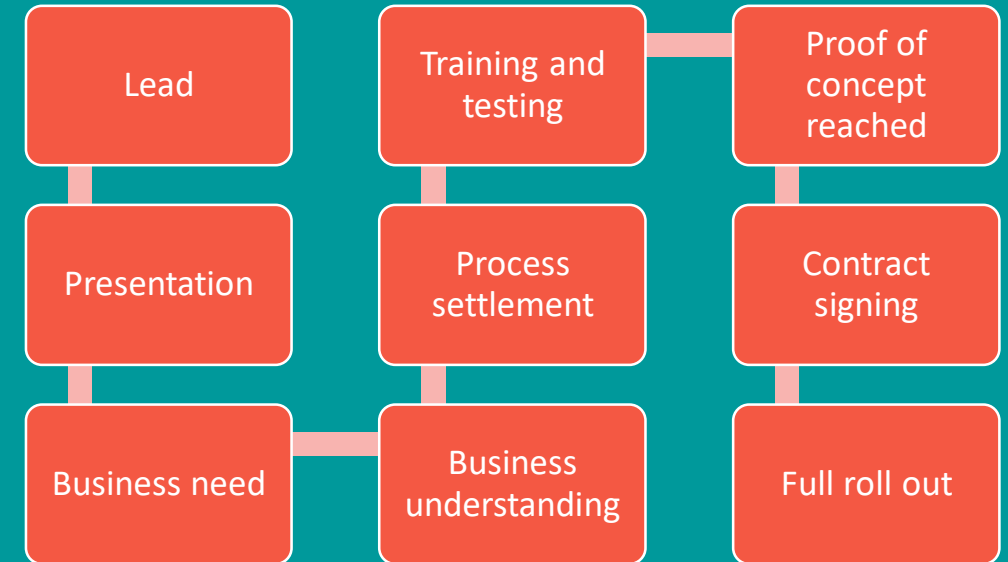 Lead
Presentation
Business need
Business
understanding
Process
settlement
Training and
testing
Proof of
concept
reached
Contract
signing
Full roll out